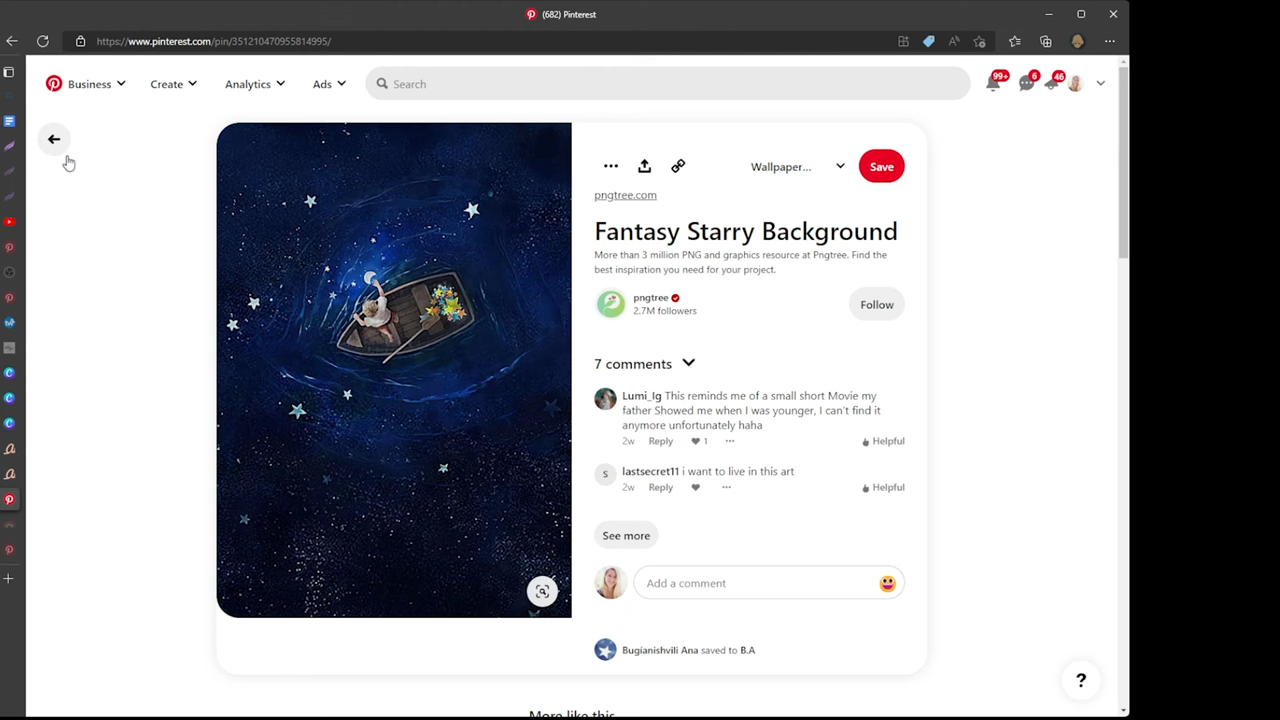 (682) Pinterest
https://www.pinterest.com/pin/351210470955814995/
Business Create Analytics Ads Search 99+ 6 46
Wallpaper... Save
pngtree.com
Fantasy Starry Background
More than 3 million PNG and graphics resource at Pngtree. Find the
best inspiration you need for your project.
pngtree
2.7M followers
Follow
7 comments
Lumi_Ig This reminds me of a small short Movie my
father Showed me when I was younger, I can't find it
anymore unfortunately haha
2w Reply 1 ... Helpful
S lastsecret11 i want to live in this art
2w Reply ... Helpful
See more
Add a comment
Bugianishvili Ana saved to B.A
?
More like this